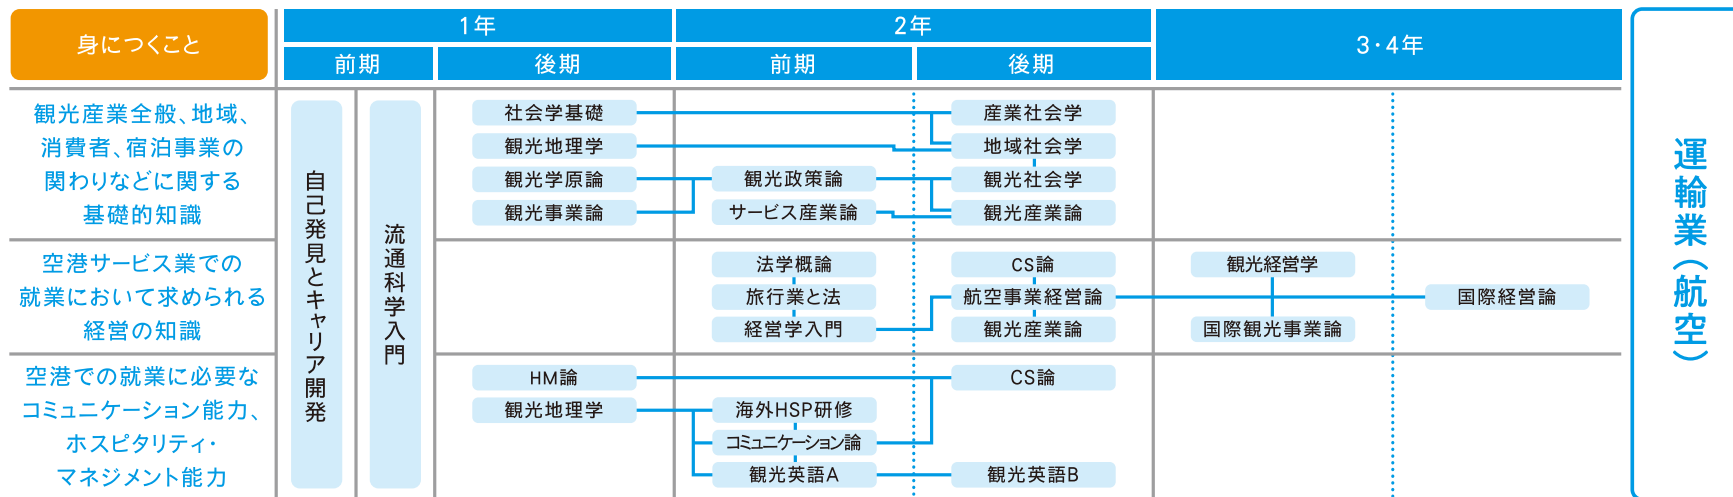 身につくこと
1年
2年
3・4年
前期
後期
前期
後期
観光産業全般、地域、
消費者、宿泊事業の
関わりなどに関する
基礎的知識
空港サービス業での
就業において求められる
経営の知識
空港での就業に必要な
コミュニケーション能力、
ホスピタリティ・
マネジメント能力
自己発見とキャリア開発
流通科学入門
社会学基礎
産業社会学
観光地理学
地域社会学
観光学原論
観光政策論
観光社会学
観光事業論
サービス産業論
観光産業論
法学概論
CS論
観光経営学
旅行業と法
航空事業経営論
国際経営論
経営学入門
観光産業論
国際観光事業論
HM論
CS論
観光地理学
海外HSP研修
コミュニケーション論
観光英語A
観光英語B
運輸業（航空）